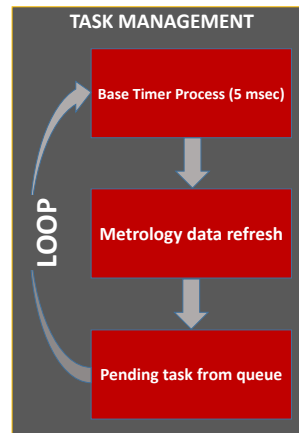 TASK MANAGEMENT
Base Timer Process (5 msec)
LOOP
Metrology data refresh
Pending task from queue